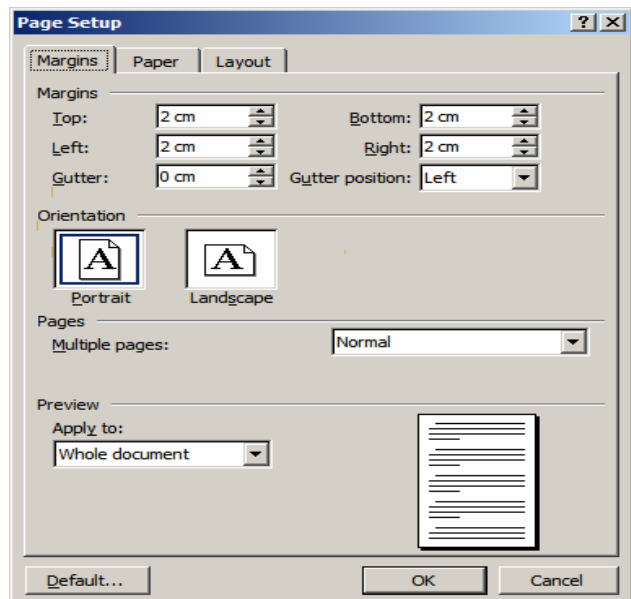 Page Setup
Margins Paper Layout
Margins
Top: 2 cm Bottom: 2 cm
Left: 2 cm Right: 2 cm
Gutter: 0 cm Gutter position: Left
Orientation
A A
Portrait Landscape
Pages
Multiple pages: Normal
Preview
Apply to:
Whole document
Default... OK Cancel